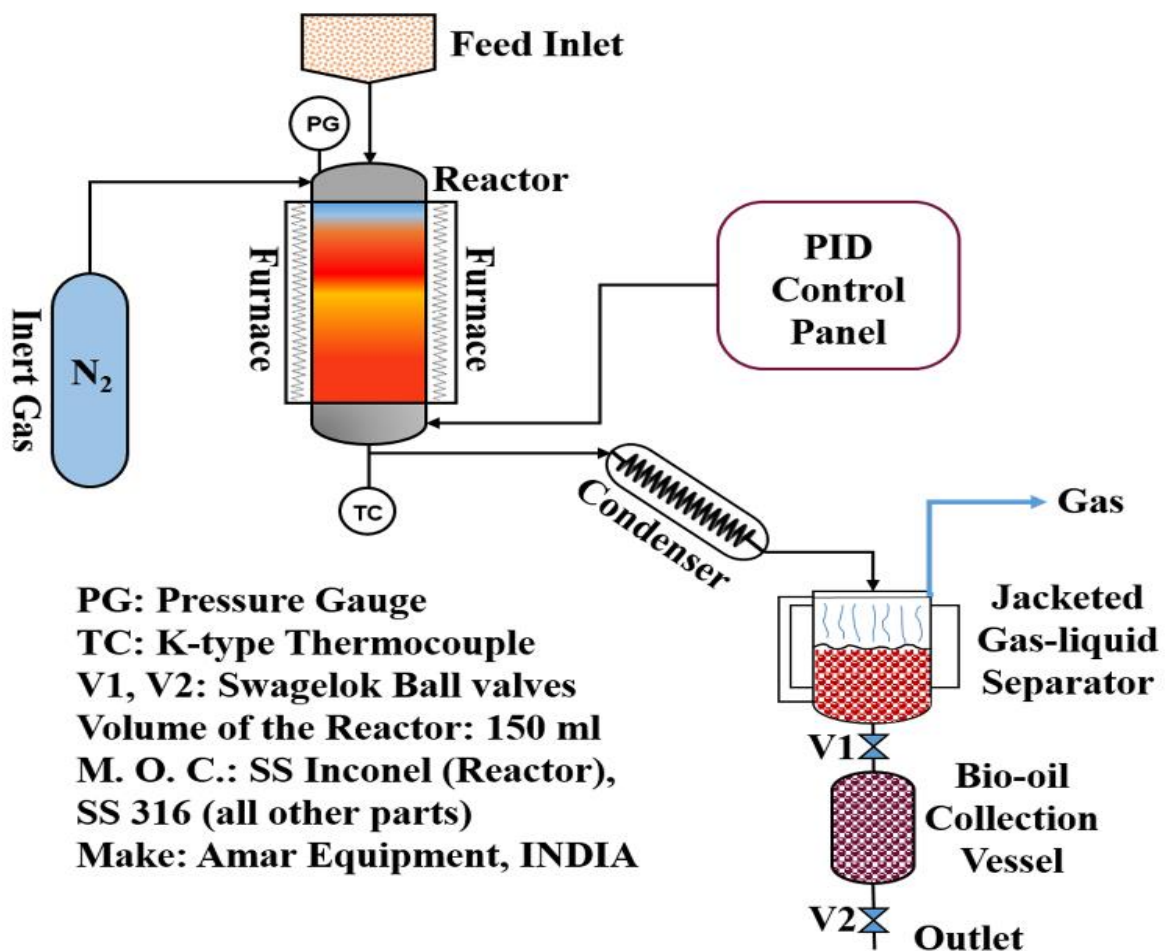 Feed Inlet
PG
Reactor
Furnace
Furnace
PID
Control
Panel
Inert Gas
N₂
TC
Condenser
Gas
Jacketed
Gas-liquid
Separator
V1
Bio-oil
Collection
Vessel
V2
Outlet
PG: Pressure Gauge
TC: K-type Thermocouple
V1, V2: Swagelok Ball valves
Volume of the Reactor: 150 ml
M. O. C.: SS Inconel (Reactor),
SS 316 (all other parts)
Make: Amar Equipment, INDIA